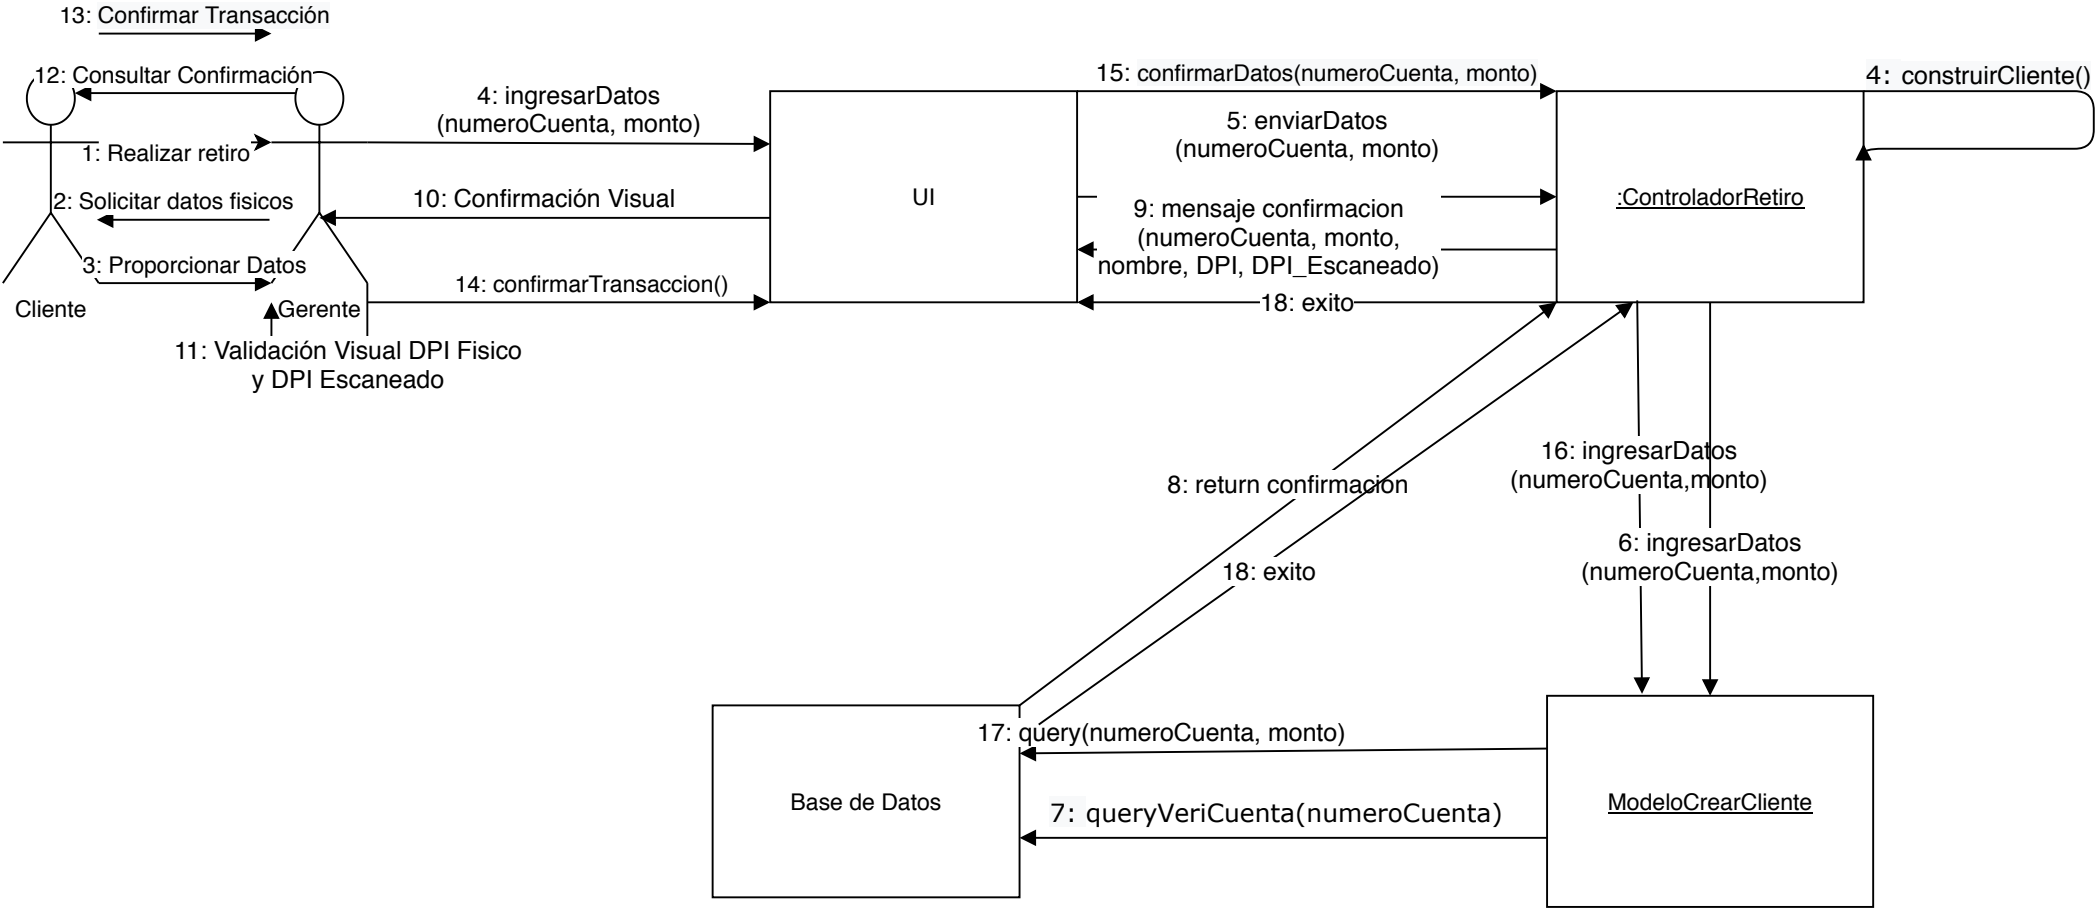 13: Confirmar Transacción
12: Consultar Confirmación
1: Realizar retiro
2: Solicitar datos fisicos
3: Proporcionar Datos
Cliente
Gerente
11: Validación Visual DPI Fisico
y DPI Escaneado
4: ingresarDatos
(numeroCuenta, monto)
10: Confirmación Visual
14: confirmarTransaccion()
UI
15: confirmarDatos(numeroCuenta, monto)
5: enviarDatos
(numeroCuenta, monto)
9: mensaje confirmacion
(numeroCuenta, monto,
nombre, DPI, DPI_Escaneado)
18: exito
:ControladorRetiro
4: construirCliente()
8: return confirmación
18: exito
16: ingresarDatos
(numeroCuenta,monto)
6: ingresarDatos
(numeroCuenta,monto)
17: query(numeroCuenta, monto)
7: queryVeriCuenta(numeroCuenta)
Base de Datos
ModeloCrearCliente